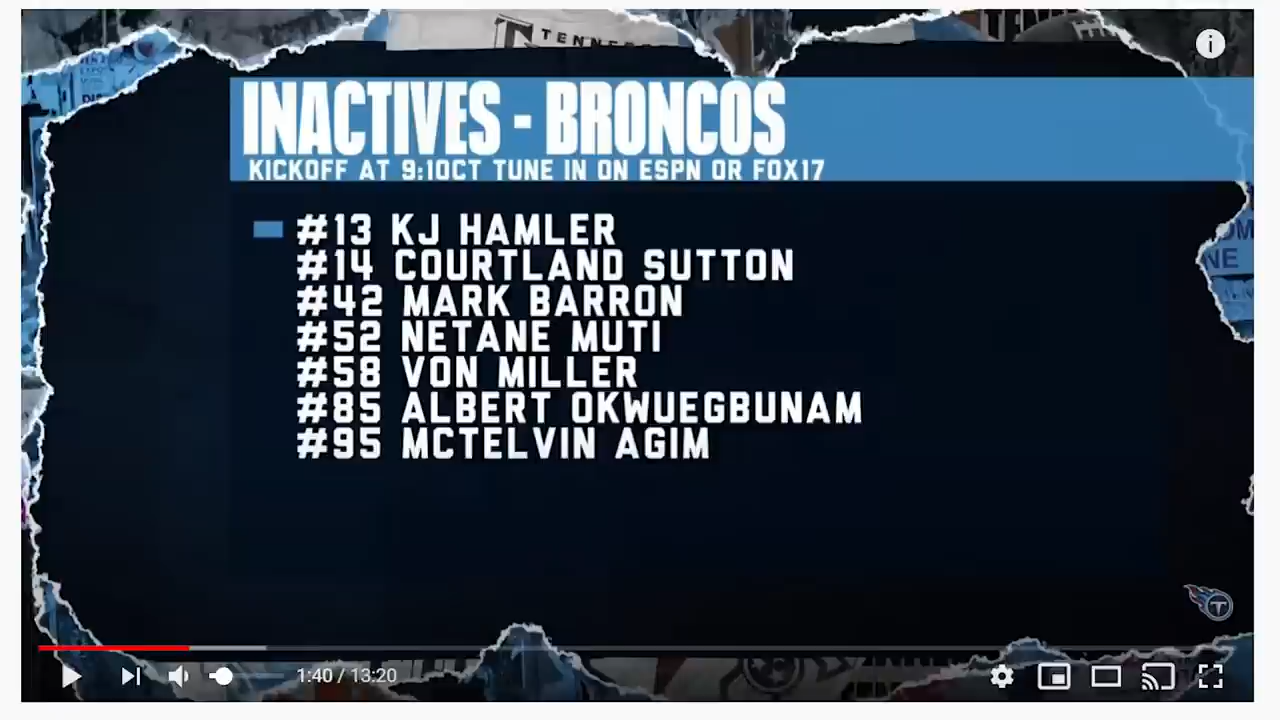 TENNES
INACTIVES - BRONCOS
KICKOFF AT 9:10CT TUNE IN ON ESPN OR FOX17
#13 KJ HAMLER
#14 COURTLAND SUTTON
#42 MARK BARRON
#52 NETANE MUTI
#58 VON MILLER
#85 ALBERT OKWUEGBUNAM
#95 MCTELVIN AGIM
1:40 / 13:20